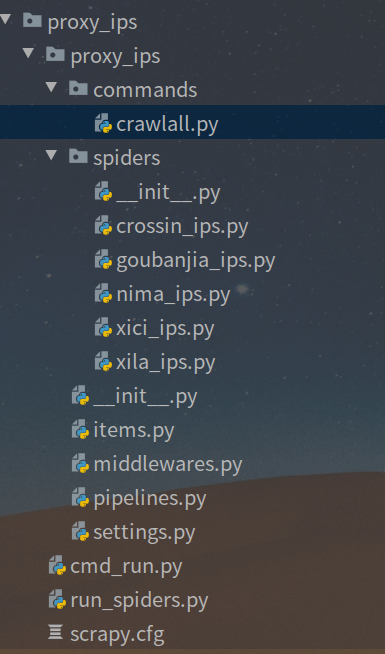 proxy_ips
proxy_ips
commands
crawlall.py
spiders
__init__.py
crossin_ips.py
goubanjia_ips.py
nima_ips.py
xici_ips.py
xila_ips.py
__init__.py
items.py
middlewares.py
pipelines.py
settings.py
cmd_run.py
run_spiders.py
scrapy.cfg